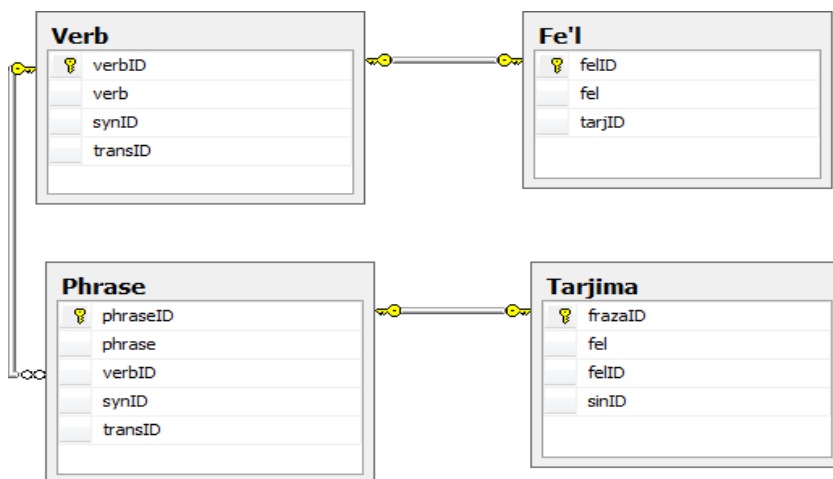 Verb
verbID
verb
synID
transID
Fe'l
felID
fel
tarjID
Phrase
phraseID
phrase
verbID
synID
transID
Tarjima
frazaID
fel
felID
sinID